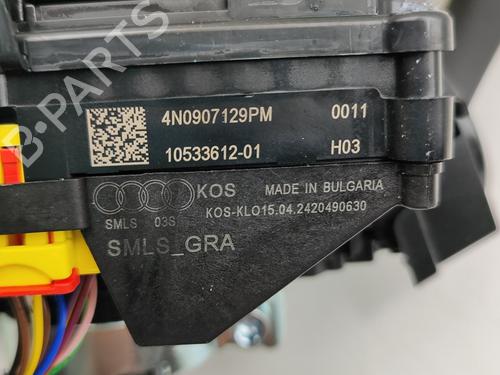 B-PARTS
4N0907129PM 0011
10533612-01 H03
KOS MADE IN BULGARIA
SMLS 03S KOS-KLO15.04.2420490630
SMLS_GRA